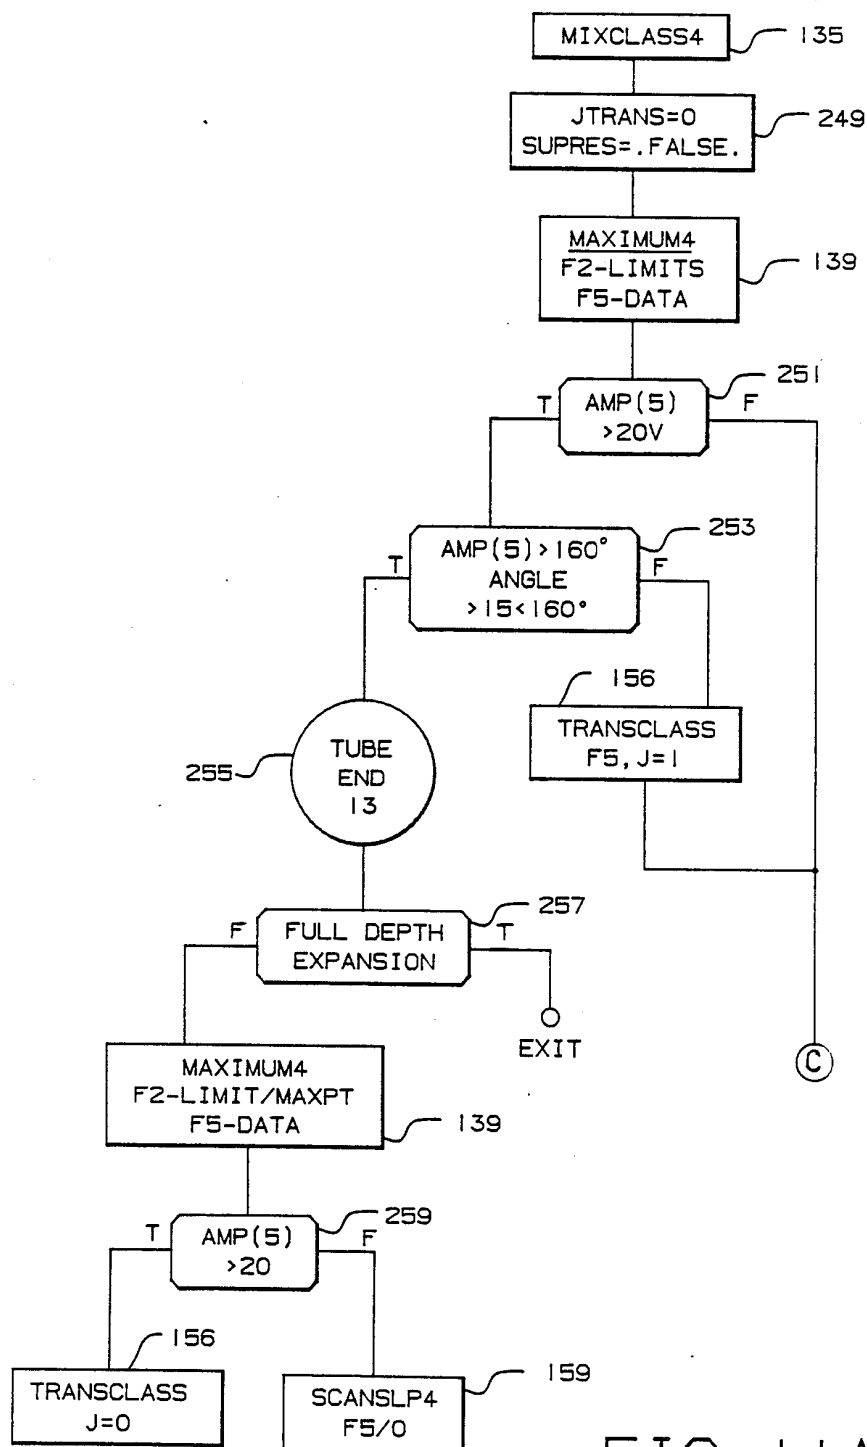 MIXCLASS4
135
JTRANS=0
SUPRES=.FALSE.
249
MAXIMUM4
F2-LIMITS
F5-DATA
139
251
T
AMP(5)
>20V
F
253
T
AMP(5)>160°
ANGLE
>15<160°
F
156
TRANSCLASS
F5, J=1
255
TUBE
END
13
257
F
FULL DEPTH
EXPANSION
T
EXIT
C
MAXIMUM4
F2-LIMIT/MAXPT
F5-DATA
139
259
T
AMP(5)
>20
F
156
TRANSCLASS
J=0
159
SCANSLP4
F5/0